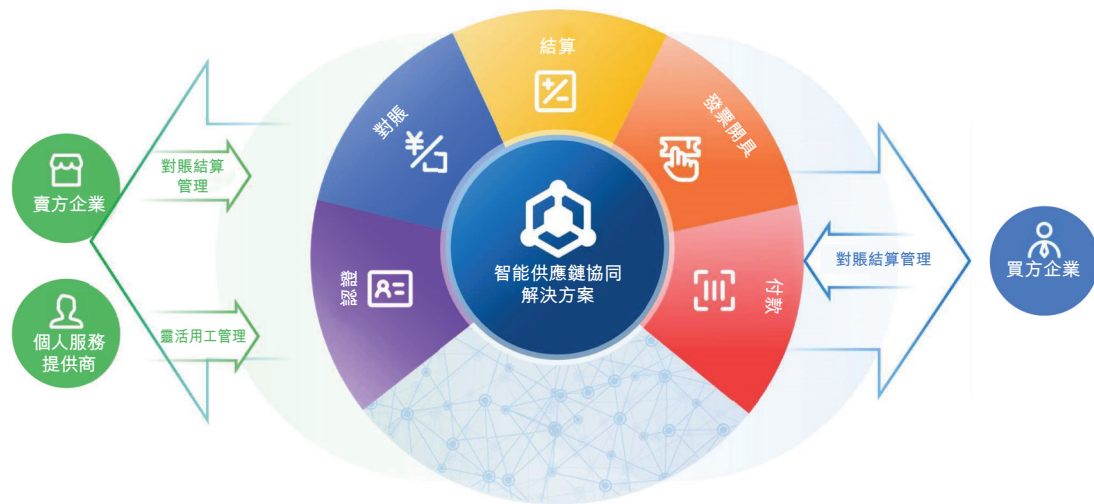 結算
對賬
發票開具
對賬結算
管理
賣方企業
智能供應鏈協同
解決方案
認證
付款
對賬結算管理
買方企業
個人服務
提供商
靈活用工管理